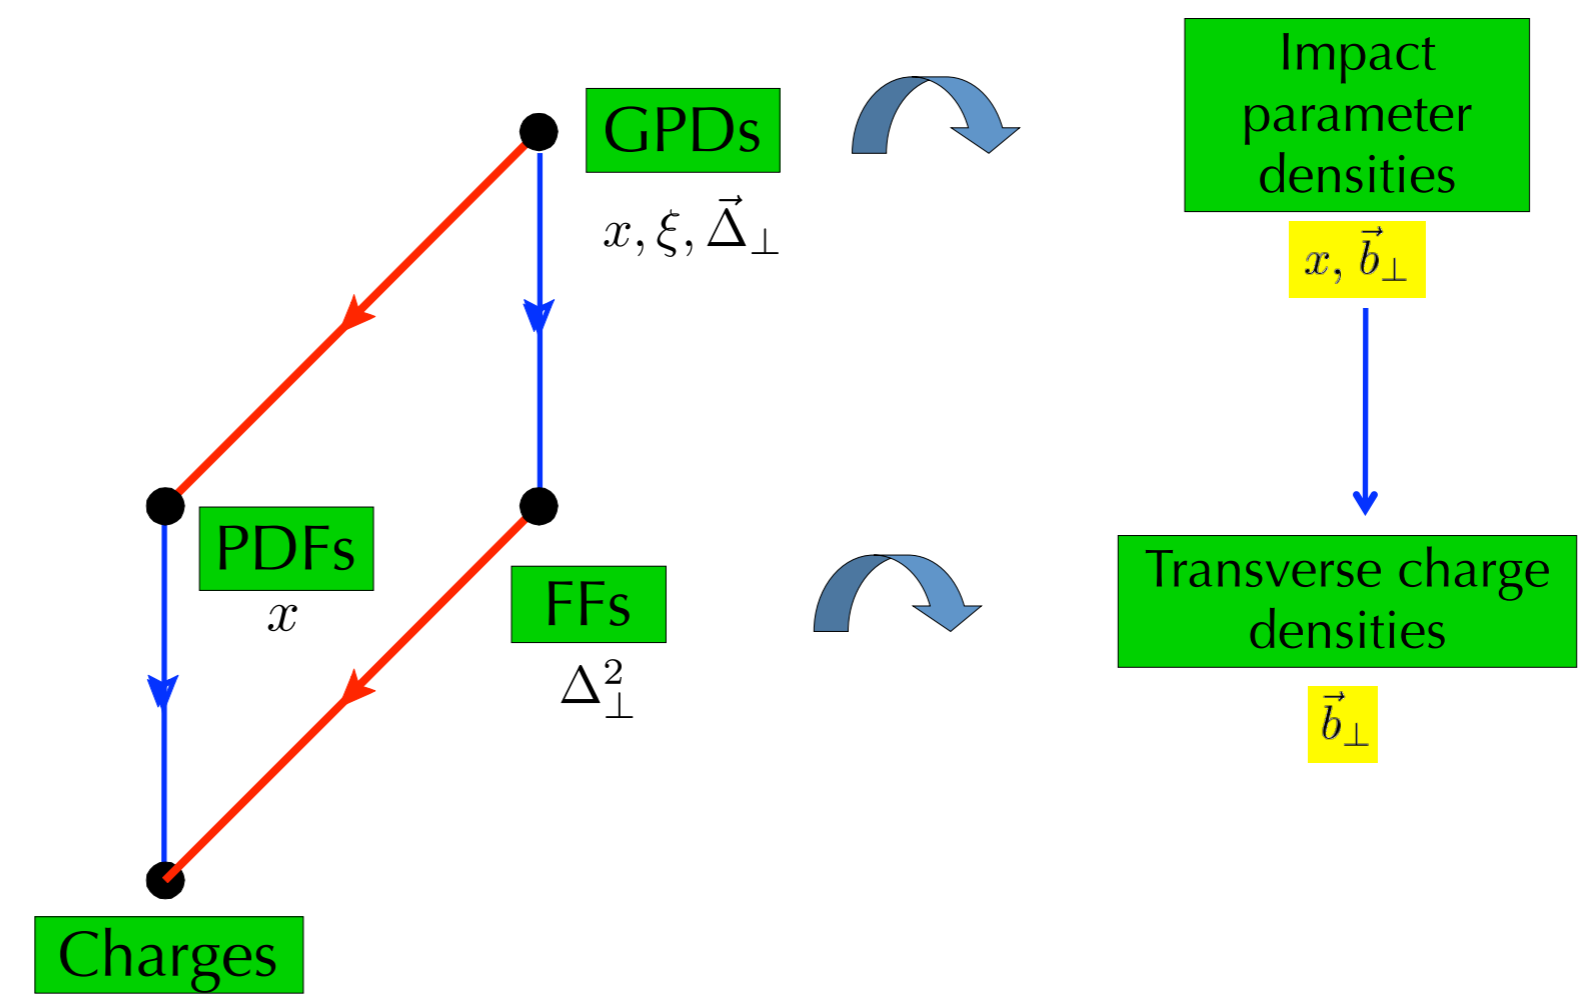 GPDs
x, ξ, Δ⃗⊥
Impact
parameter
densities
x, b⃗⊥
PDFs
x
FFs
Δ²⊥
Transverse charge
densities
b⃗⊥
Charges